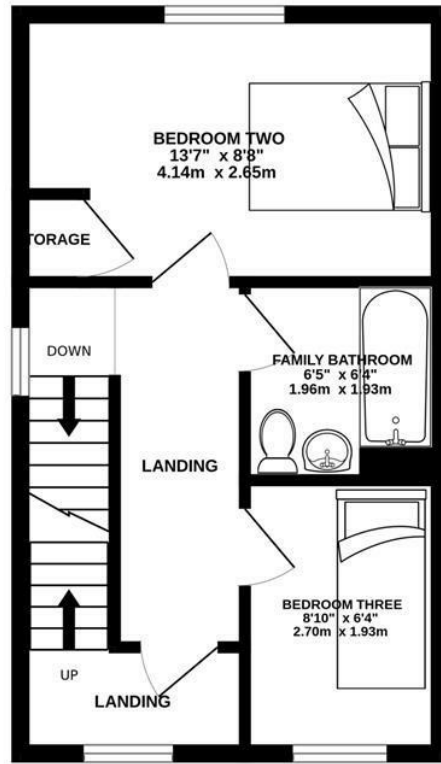 BEDROOM TWO
13'7" x 8'8"
4.14m x 2.65m
TORAGE
DOWN
FAMILY BATHROOM
6'5" x 6'4"
1.96m x 1.93m
LANDING
BEDROOM THREE
8'10" x 6'4"
2.70m x 1.93m
UP
LANDING